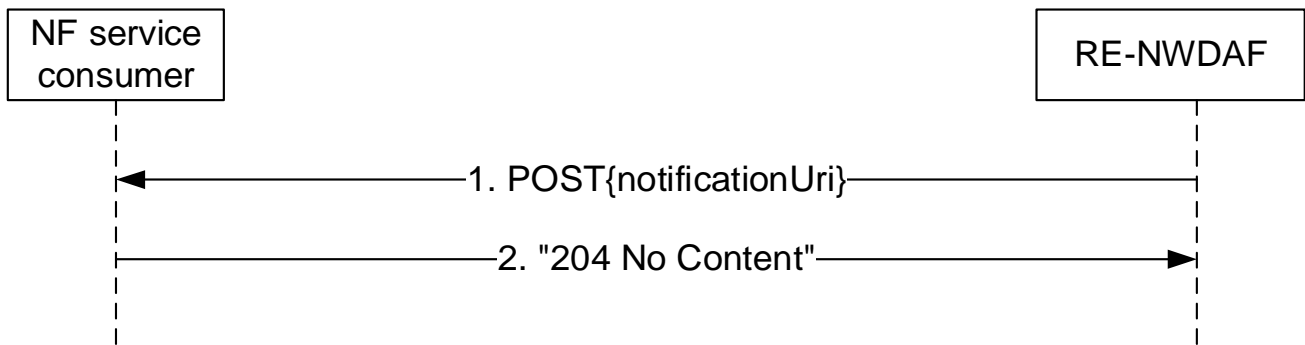 NF service
consumer
RE-NWDAF
1. POST{notificationUri}
2. "204 No Content"